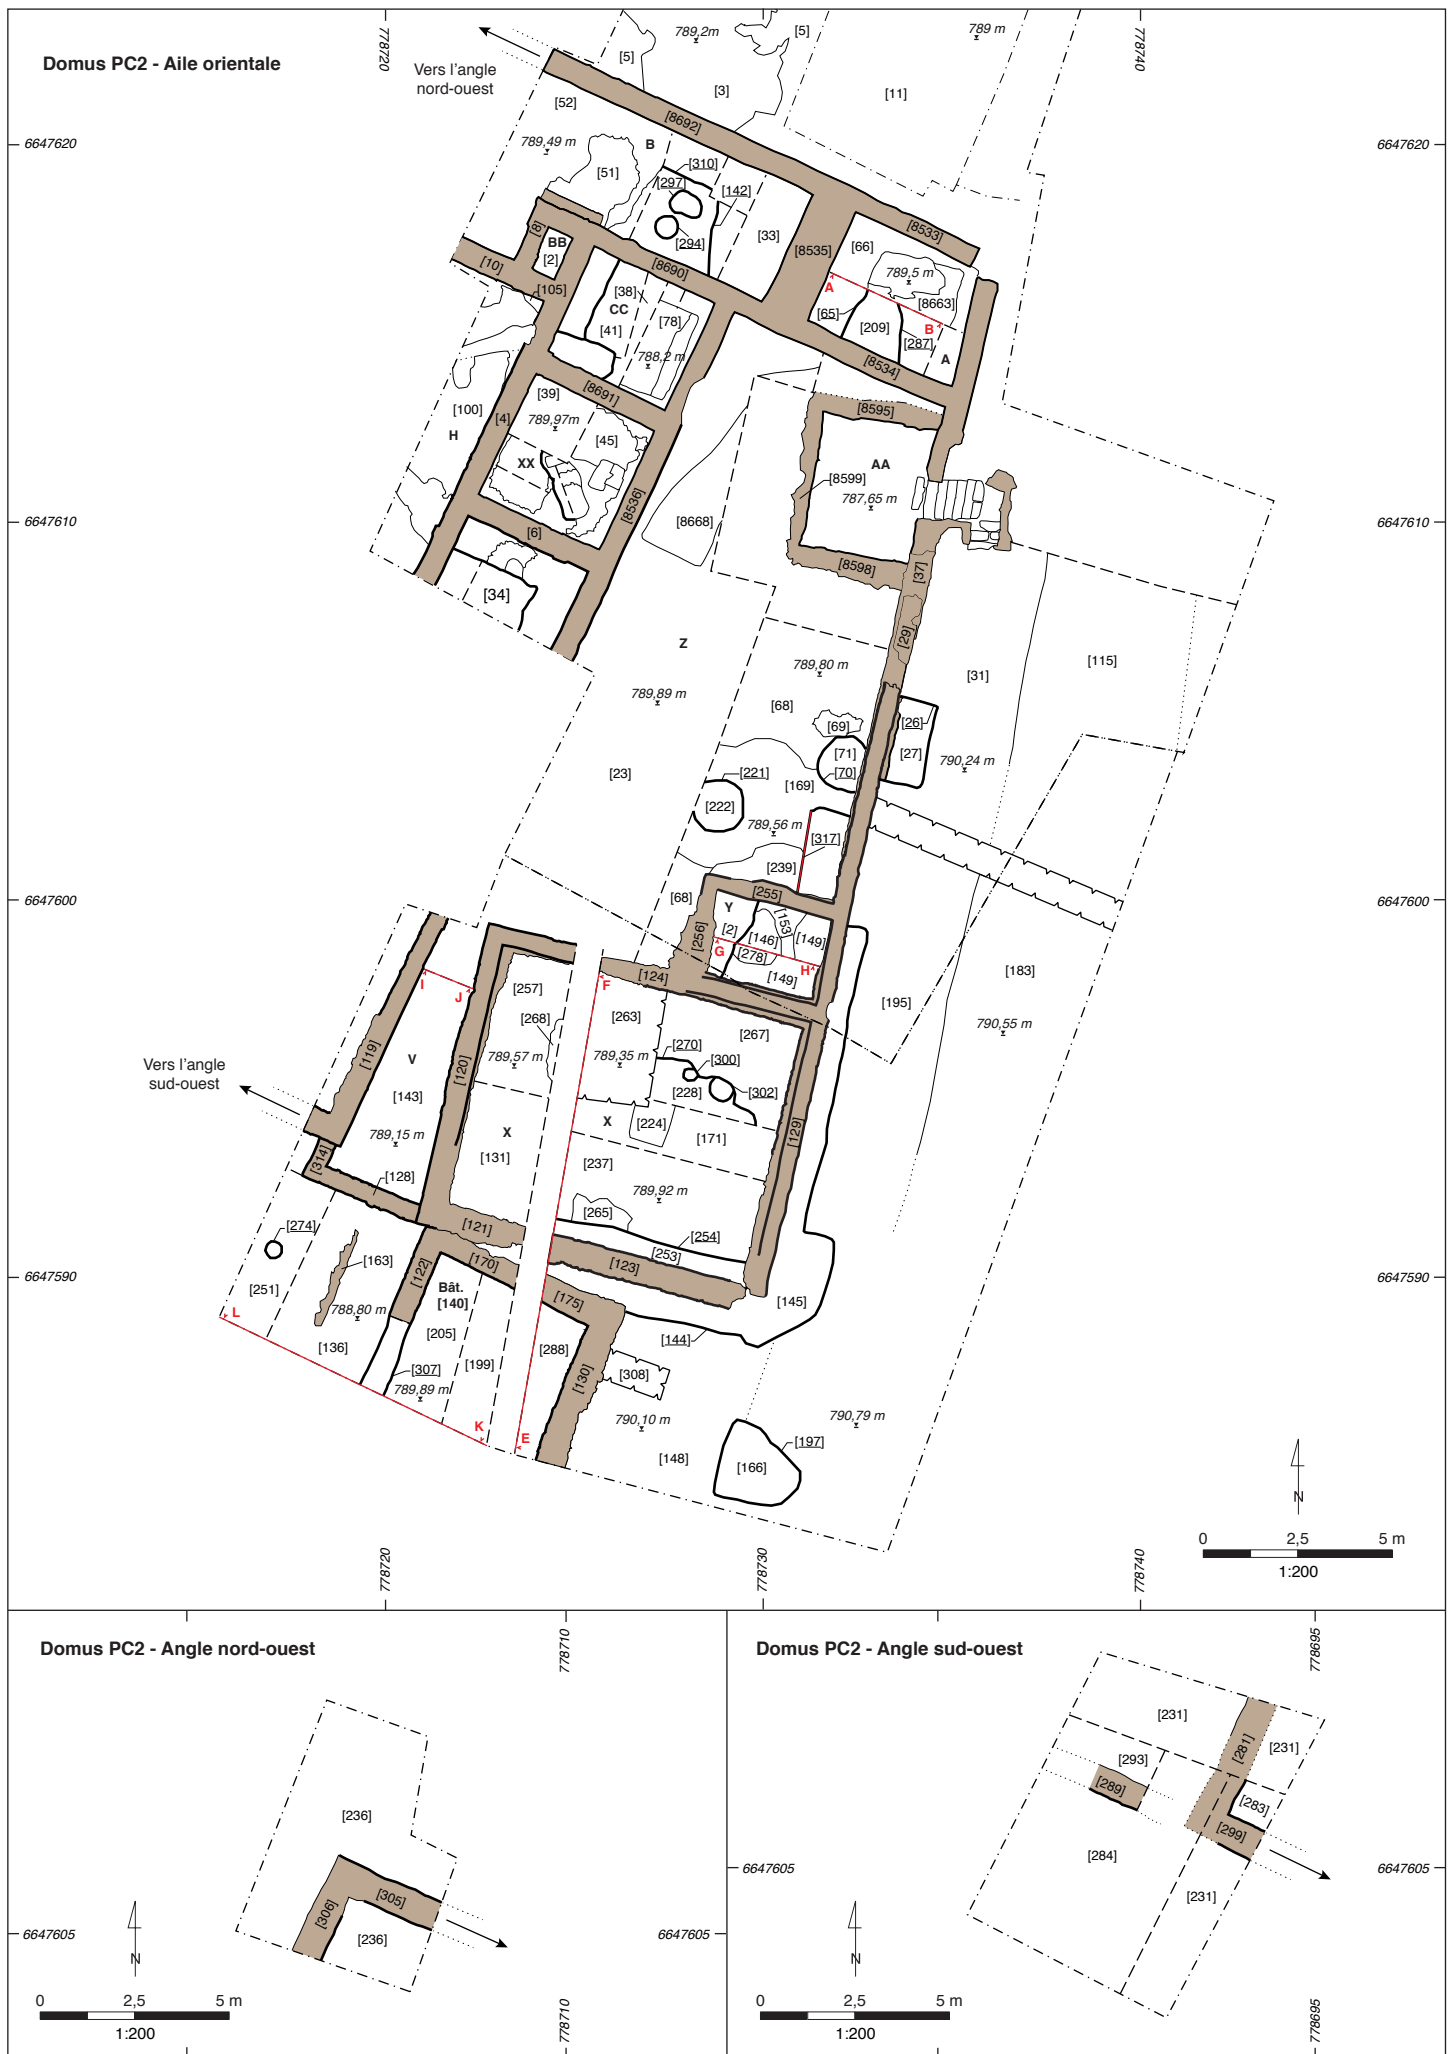 Domus PC2 - Aile orientale
778720
778740
Vers l'angle
nord-ouest
789,2m
[5]
[5]
789 m
[3]
[11]
[52]
[8692]
6647620
6647620
789,49 m
B
[310]
[51]
[297]
[142]
[294]
[33]
[8535]
[8533]
[66]
789,5 m
[8]
BB
[2]
[10]
[105]
[8690]
A
[65]
[8663]
B
[209]
[287]
A
[8534]
[38]
CC
[41]
[78]
788,2 m
[8691]
[39]
[100]
[4]
789,97m
H
[45]
XX
[8536]
[6]
[34]
[8595]
AA
[8599]
787,65 m
[8668]
[8598]
[37]
6647610
6647610
[29]
Z
789,80 m
789,89 m
[68]
[31]
[115]
[69]
[26]
[71]
[27]
790,24 m
[70]
[23]
[221]
[169]
[222]
789,56 m
[317]
[239]
6647600
6647600
[68]
[255]
Y
[2]
[153]
[256]
[146]
[149]
G
[278]
H
[149]
[183]
[195]
790,55 m
[124]
I
J
F
[257]
[263]
[267]
[268]
[119]
V
[120]
789,57 m
789,35 m
[270]
[300]
[302]
[228]
Vers l'angle
sud-ouest
[143]
789,15 m
X
[131]
X
[224]
[171]
[129]
[237]
[314]
[128]
789,92 m
[265]
[254]
[253]
[121]
[123]
[274]
[163]
[170]
[122]
[251]
Bât.
[140]
[175]
[145]
6647590
6647590
L
788,80 m
[136]
[205]
[144]
[307]
[199]
[288]
[308]
[130]
789,89 m
K
E
790,10 m
790,79 m
[197]
[148]
[166]
N
0 2,5 5 m
1:200
778720
778730
778740
Domus PC2 - Angle nord-ouest
778710
[236]
[305]
[306]
[236]
6647605
6647605
N
0 2,5 5 m
1:200
778710
Domus PC2 - Angle sud-ouest
778695
[231]
[281]
[231]
[293]
[289]
[283]
[299]
[284]
[231]
6647605
N
0 2,5 5 m
1:200
778695